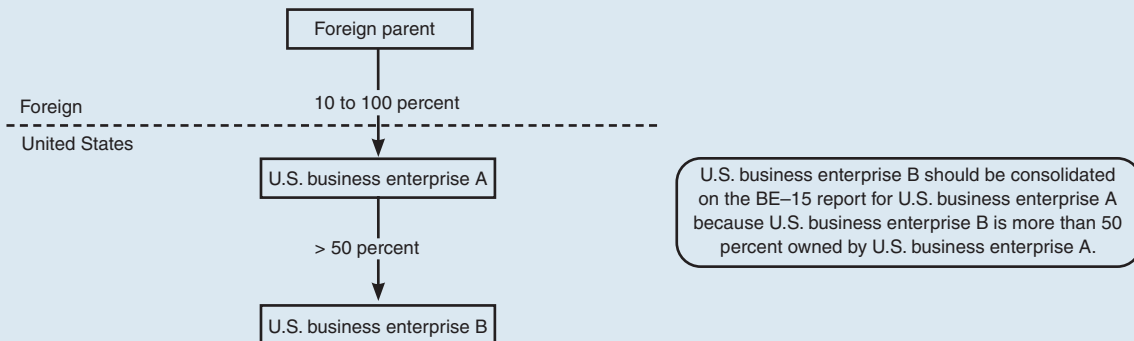 Foreign parent
10 to 100 percent
Foreign
United States
U.S. business enterprise A
> 50 percent
U.S. business enterprise B
U.S. business enterprise B should be consolidated
on the BE–15 report for U.S. business enterprise A
because U.S. business enterprise B is more than 50
percent owned by U.S. business enterprise A.